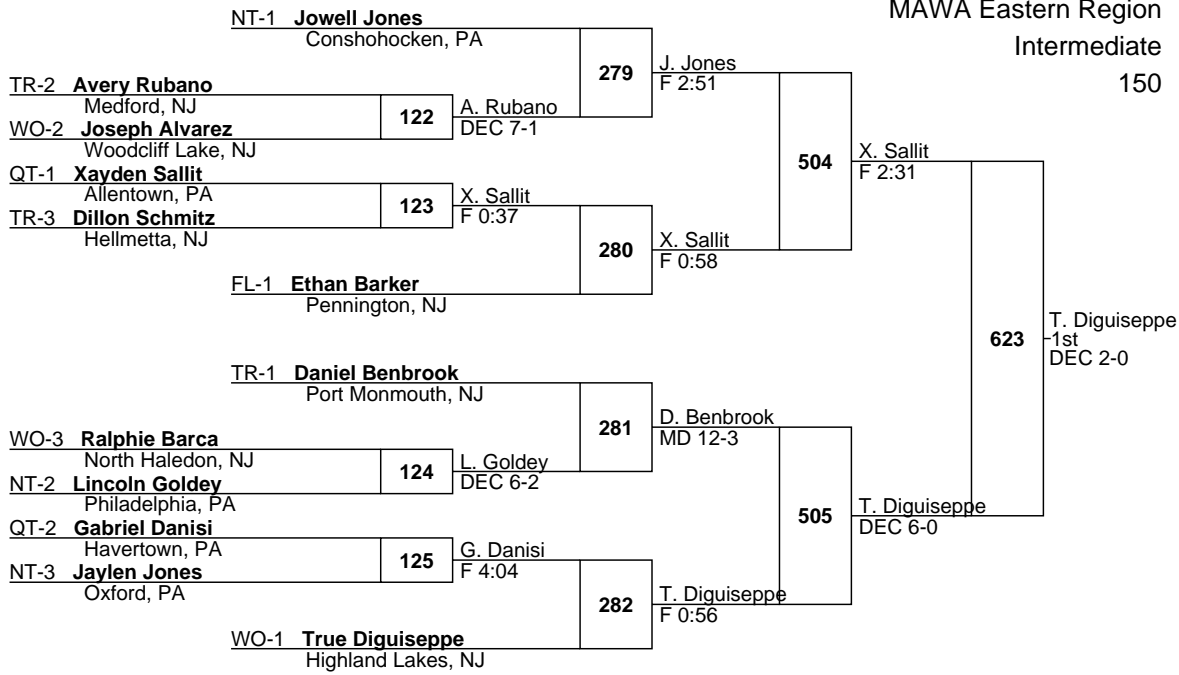 MAWA Eastern Region
Intermediate
150
NT-1 Jowell Jones
Conshohocken, PA
TR-2 Avery Rubano
Medford, NJ
WO-2 Joseph Alvarez
Woodcliff Lake, NJ
QT-1 Xayden Sallit
Allentown, PA
TR-3 Dillon Schmitz
Hellmetta, NJ
FL-1 Ethan Barker
Pennington, NJ
TR-1 Daniel Benbrook
Port Monmouth, NJ
WO-3 Ralphie Barca
North Haledon, NJ
NT-2 Lincoln Goldey
Philadelphia, PA
QT-2 Gabriel Danisi
Havertown, PA
NT-3 Jaylen Jones
Oxford, PA
WO-1 True Diguiseppe
Highland Lakes, NJ
122
A. Rubano
DEC 7-1
123
X. Sallit
F 0:37
124
L. Goldey
DEC 6-2
125
G. Danisi
F 4:04
279
J. Jones
F 2:51
280
X. Sallit
F 0:58
281
D. Benbrook
MD 12-3
282
T. Diguiseppe
F 0:56
504
X. Sallit
F 2:31
505
T. Diguiseppe
DEC 6-0
623
T. Diguiseppe
1st
DEC 2-0